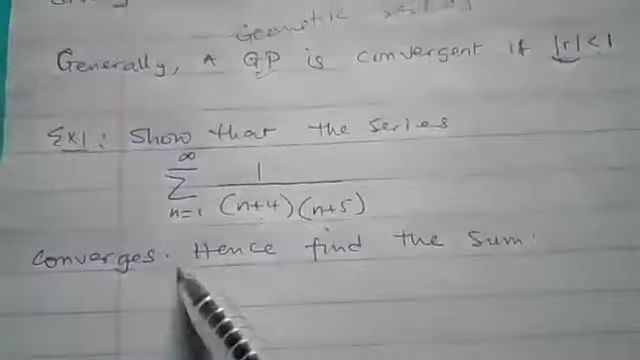 Geometric
Generally, A GP is convergent if |r|<1
Ex1: Show that the series
∞
∑ 1
n=1 (n+4)(n+5)
Converges. Hence find the sum.